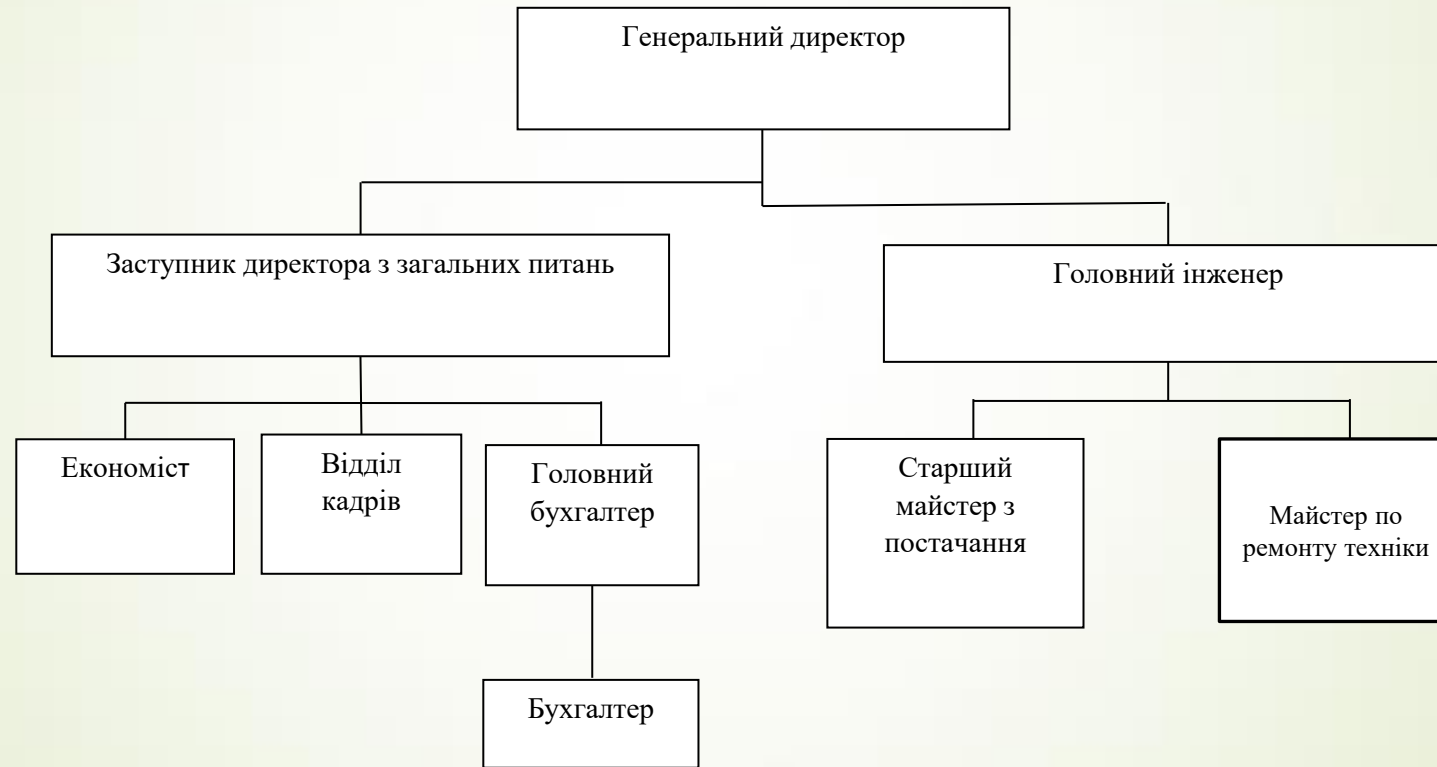 Генеральний директор
Заступник директора з загальних питань
Головний інженер
Економіст
Відділ
кадрів
Головний
бухгалтер
Старший
майстер з
постачання
Майстер по
ремонту техніки
Бухгалтер